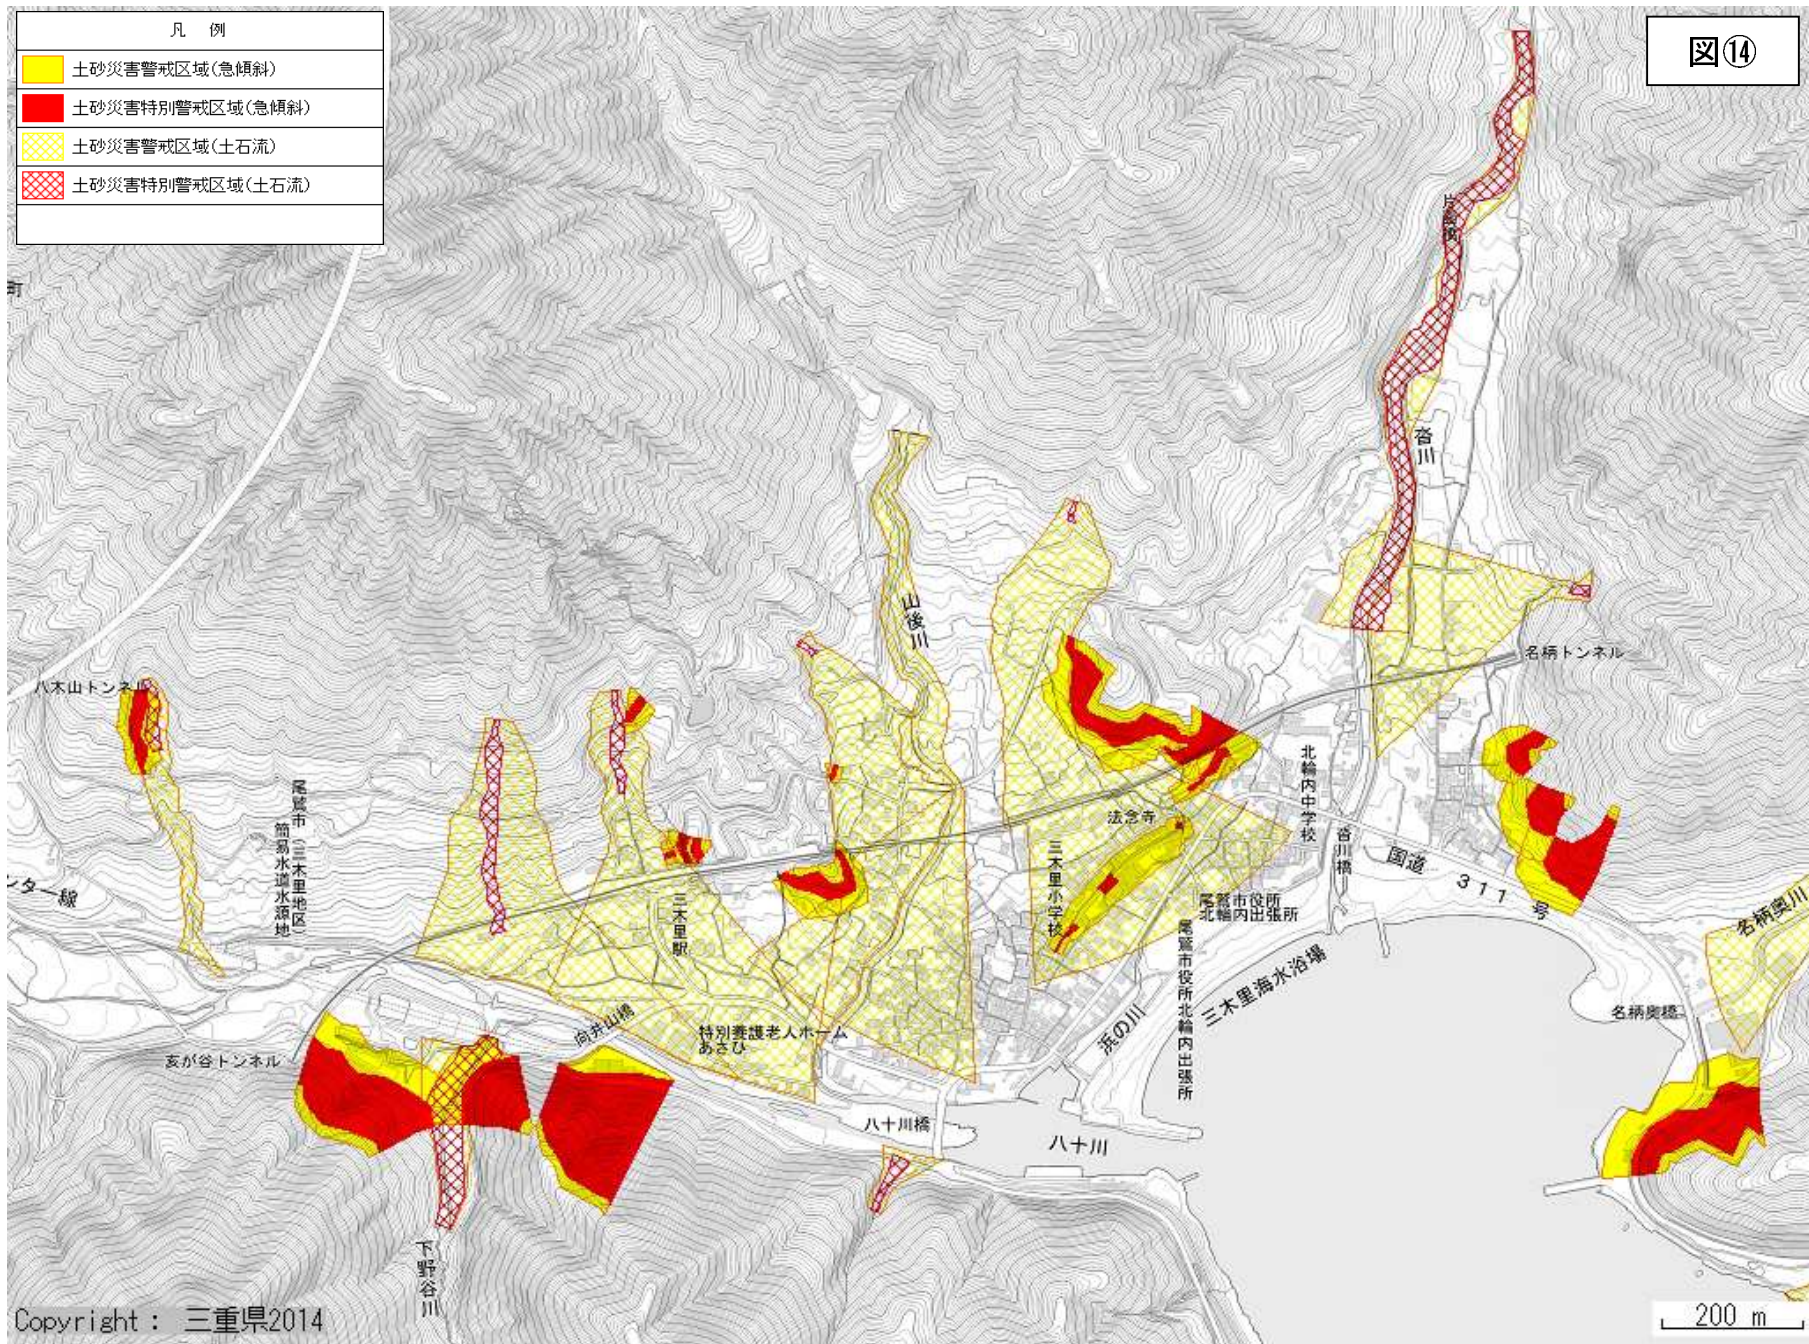 凡 例
土砂災害警戒区域(急傾斜)
土砂災害特別警戒区域(急傾斜)
土砂災害警戒区域(土石流)
土砂災害特別警戒区域(土石流)
図⑭
町
沓川
山後川
名柄トンネル
八木山トンネル
尾鷲市(三木里地区)
簡易水道水源地
ンター線
三木里駅
法念寺
三木里小学校
北輪内中学校
沓川橋
国道 311 号
尾鷲市役所
北輪内出張所
尾鷲市役所北輪内出張所
三木里海水浴場
浜の川
名柄奥川
名柄奥橋
向井山橋
特別養護老人ホーム
あさひ
亥が谷トンネル
八十川橋
八十川
下野谷川
Copyright : 三重県2014
200 m